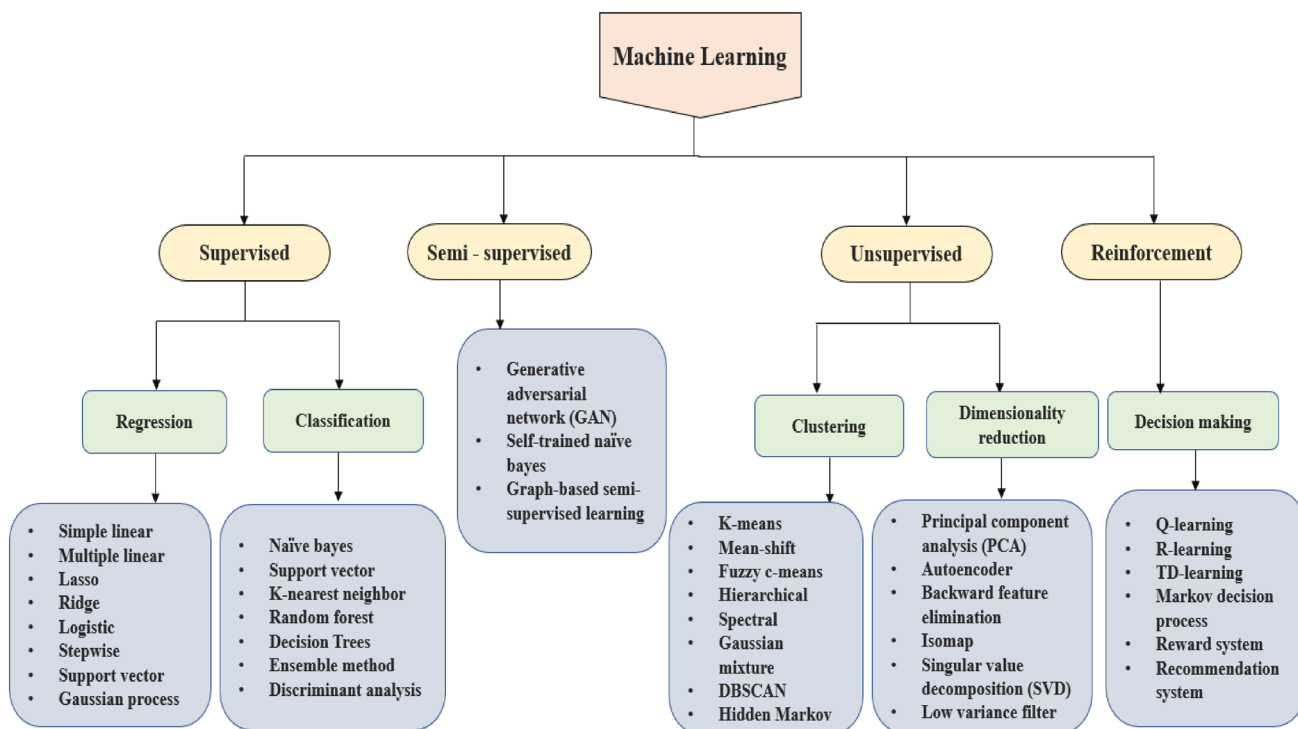 Machine Learning
Supervised
Semi - supervised
Unsupervised
Reinforcement
Regression
Classification
• Generative
adversarial
network (GAN)
• Self-trained naïve
bayes
• Graph-based semi-
supervised learning
Clustering
Dimensionality
reduction
Decision making
• Simple linear
• Multiple linear
• Lasso
• Ridge
• Logistic
• Stepwise
• Support vector
• Gaussian process
• Naïve bayes
• Support vector
• K-nearest neighbor
• Random forest
• Decision Trees
• Ensemble method
• Discriminant analysis
• K-means
• Mean-shift
• Fuzzy c-means
• Hierarchical
• Spectral
• Gaussian
mixture
• DBSCAN
• Hidden Markov
• Principal component
analysis (PCA)
• Autoencoder
• Backward feature
elimination
• Isomap
• Singular value
decomposition (SVD)
• Low variance filter
• Q-learning
• R-learning
• TD-learning
• Markov decision
process
• Reward system
• Recommendation
system